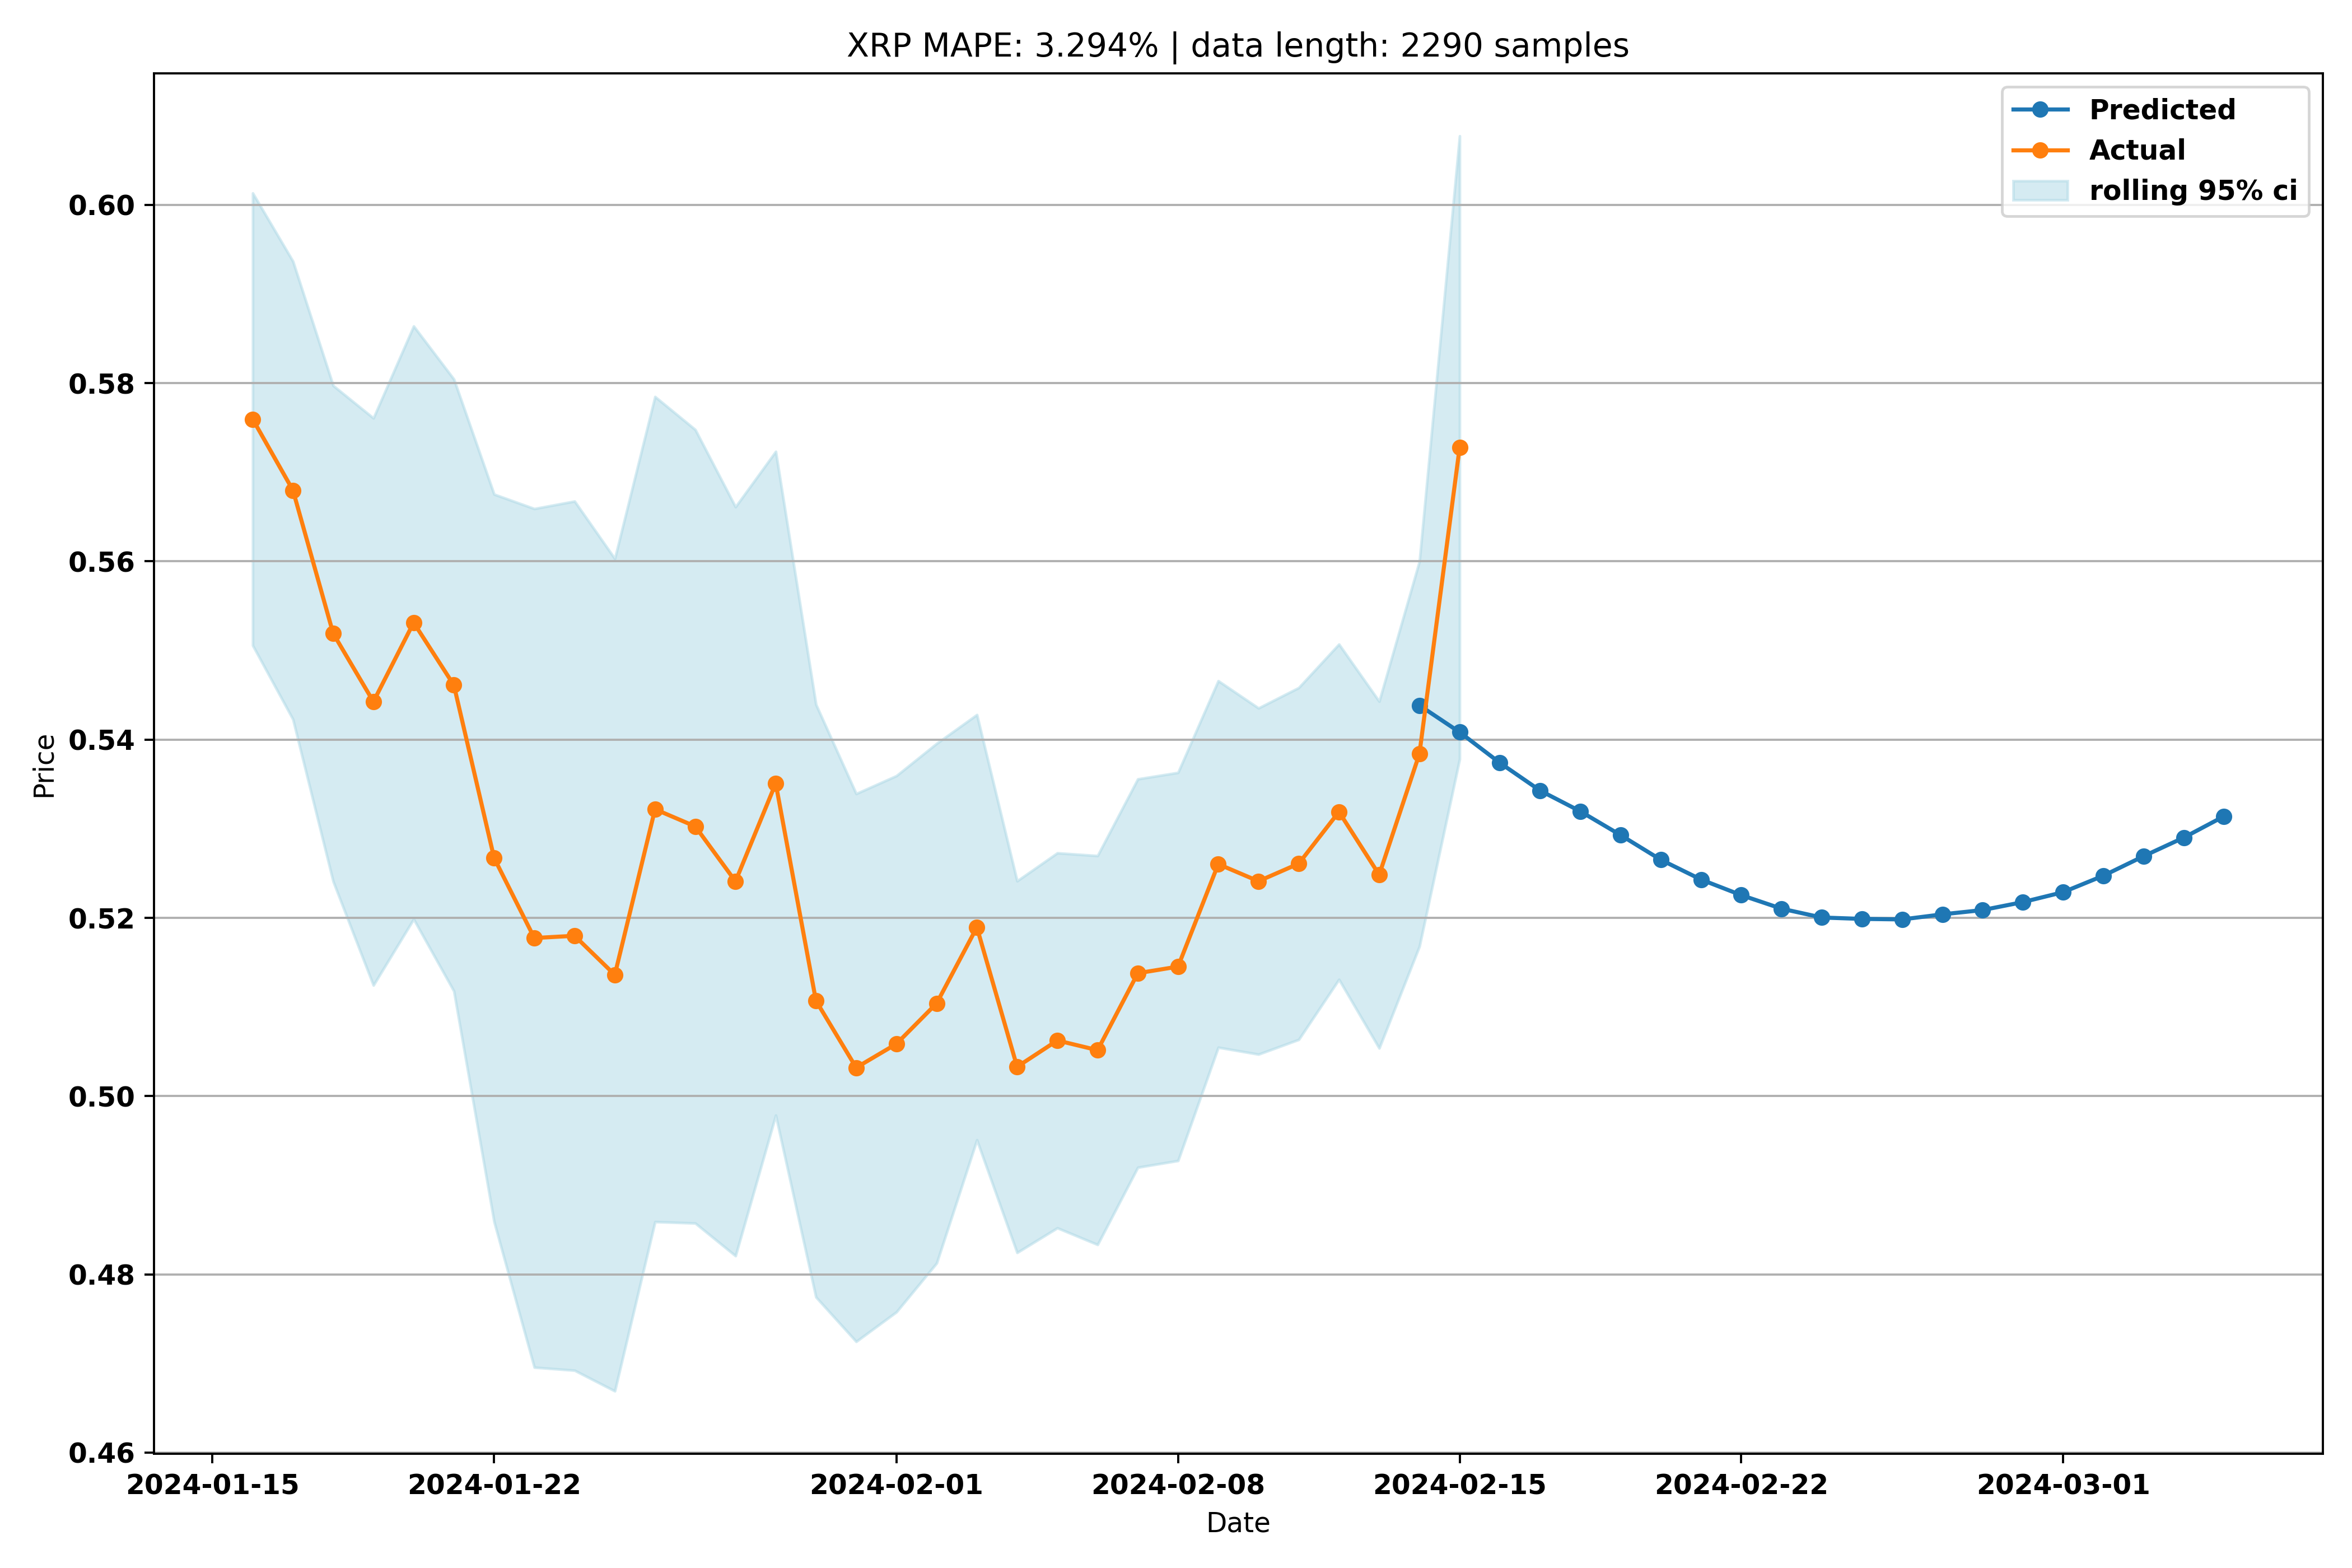 XRP MAPE: 3.294% | data length: 2290 samples
Predicted
Actual
rolling 95% ci
Price
0.60
0.58
0.56
0.54
0.52
0.50
0.48
0.46
2024-01-15 2024-01-22 2024-02-01 2024-02-08 2024-02-15 2024-02-22 2024-03-01
Date